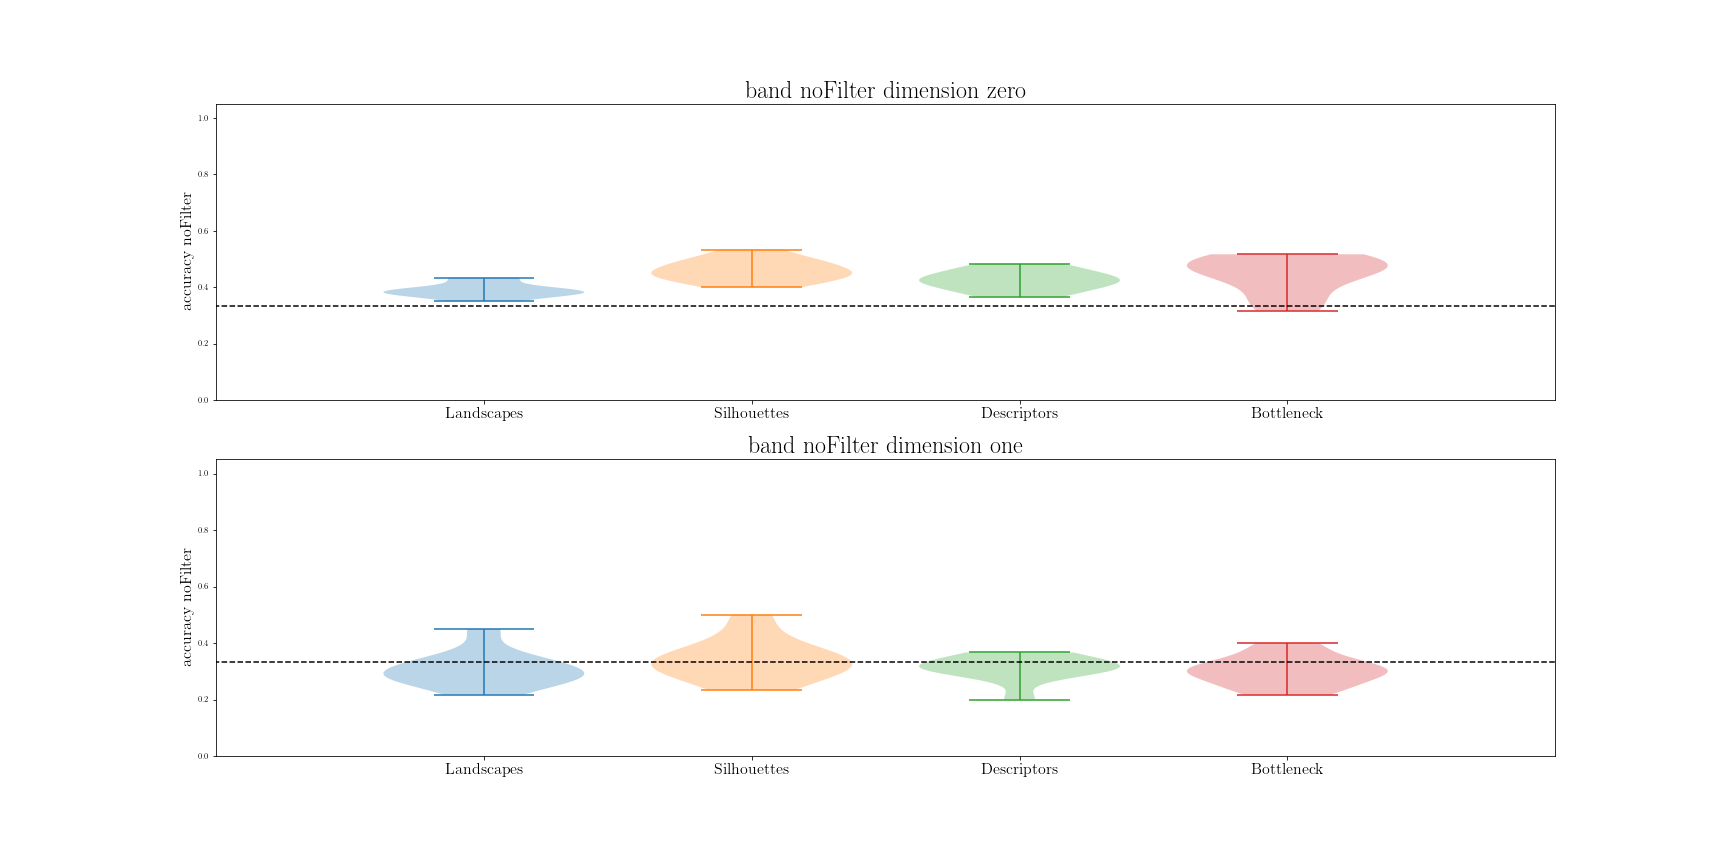 band noFilter dimension zero
accuracy noFilter
1.0
0.8
0.6
0.4
0.2
0.0
Landscapes Silhouettes Descriptors Bottleneck
band noFilter dimension one
accuracy noFilter
1.0
0.8
0.6
0.4
0.2
0.0
Landscapes Silhouettes Descriptors Bottleneck